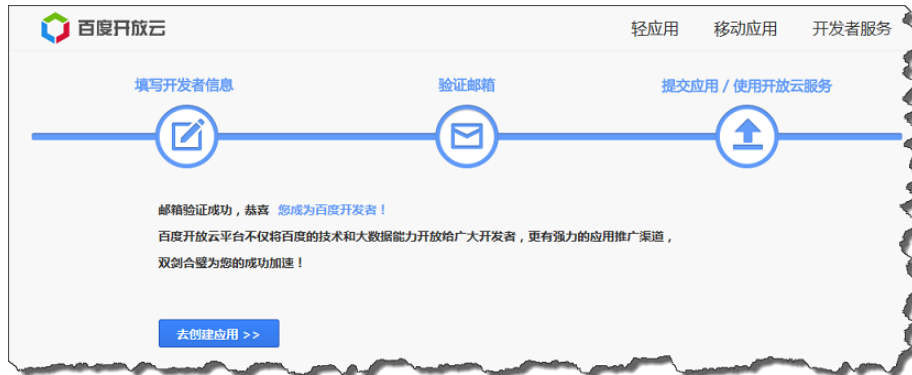 百度开放云
轻应用 移动应用 开发者服务
填写开发者信息 验证邮箱 提交应用 / 使用开放云服务
邮箱验证成功，恭喜 您成为百度开发者！
百度开放云平台不仅将百度的技术和大数据能力开放给广大开发者，更有强力的应用推广渠道，
双剑合璧为您的成功加速！
去创建应用 >>